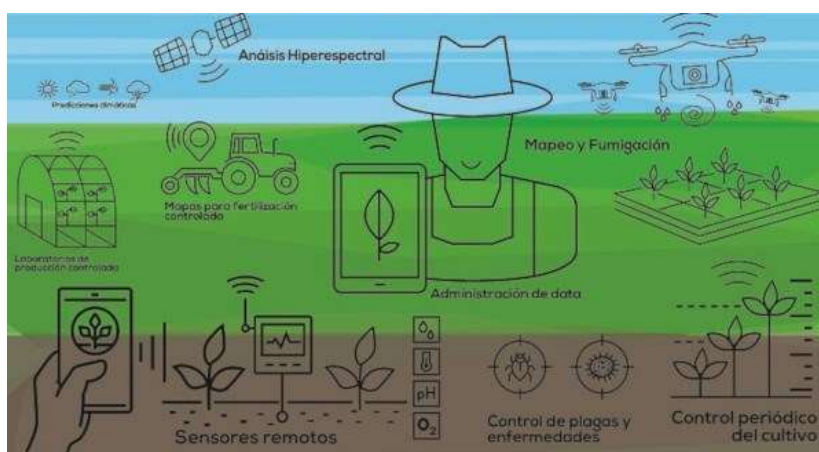 Anáisis Hiperespectral
Predicciones climáticas
Mapeo y Fumigación
Mapas para fertilización
controlada
Laboratorios de
producción controlada
Administración de data
pH
O₂
Sensores remotos
Control de plagas y
enfermedades
Control periódico
del cultivo